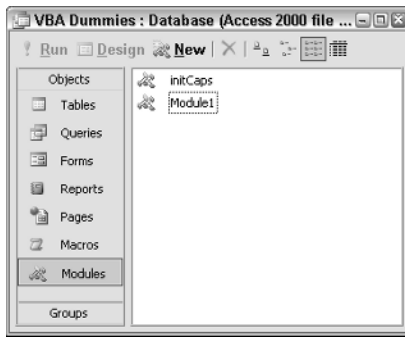 VBA Dummies : Database (Access 2000 file ...
Run Design New
Objects
Tables
Queries
Forms
Reports
Pages
Macros
Modules
Groups
initCaps
Module1